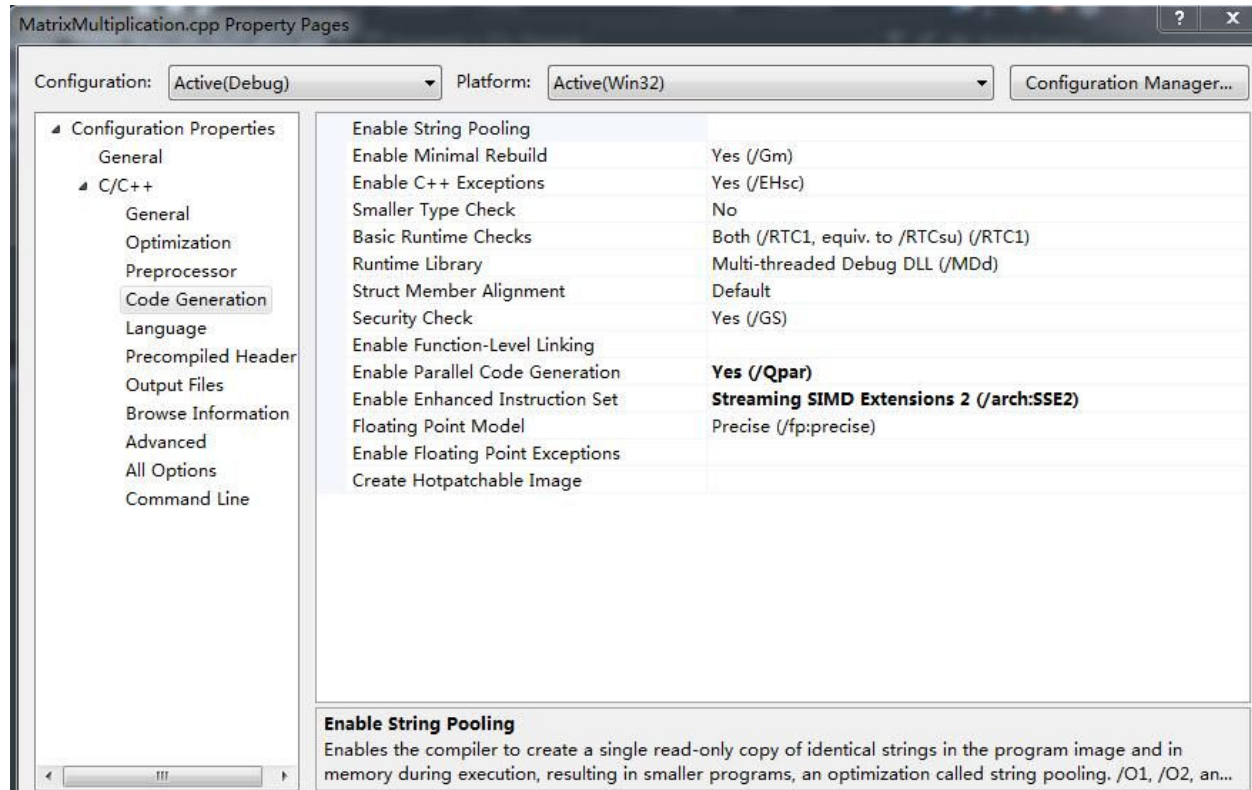 MatrixMultiplication.cpp Property Pages
Configuration: Active(Debug) Platform: Active(Win32) Configuration Manager...
Configuration Properties
General
C/C++
General
Optimization
Preprocessor
Code Generation
Language
Precompiled Header
Output Files
Browse Information
Advanced
All Options
Command Line
Enable String Pooling
Enable Minimal Rebuild Yes (/Gm)
Enable C++ Exceptions Yes (/EHsc)
Smaller Type Check No
Basic Runtime Checks Both (/RTC1, equiv. to /RTCsu) (/RTC1)
Runtime Library Multi-threaded Debug DLL (/MDd)
Struct Member Alignment Default
Security Check Yes (/GS)
Enable Function-Level Linking
Enable Parallel Code Generation Yes (/Qpar)
Enable Enhanced Instruction Set Streaming SIMD Extensions 2 (/arch:SSE2)
Floating Point Model Precise (/fp:precise)
Enable Floating Point Exceptions
Create Hotpatchable Image
Enable String Pooling
Enables the compiler to create a single read-only copy of identical strings in the program image and in
memory during execution, resulting in smaller programs, an optimization called string pooling. /O1, /O2, an...